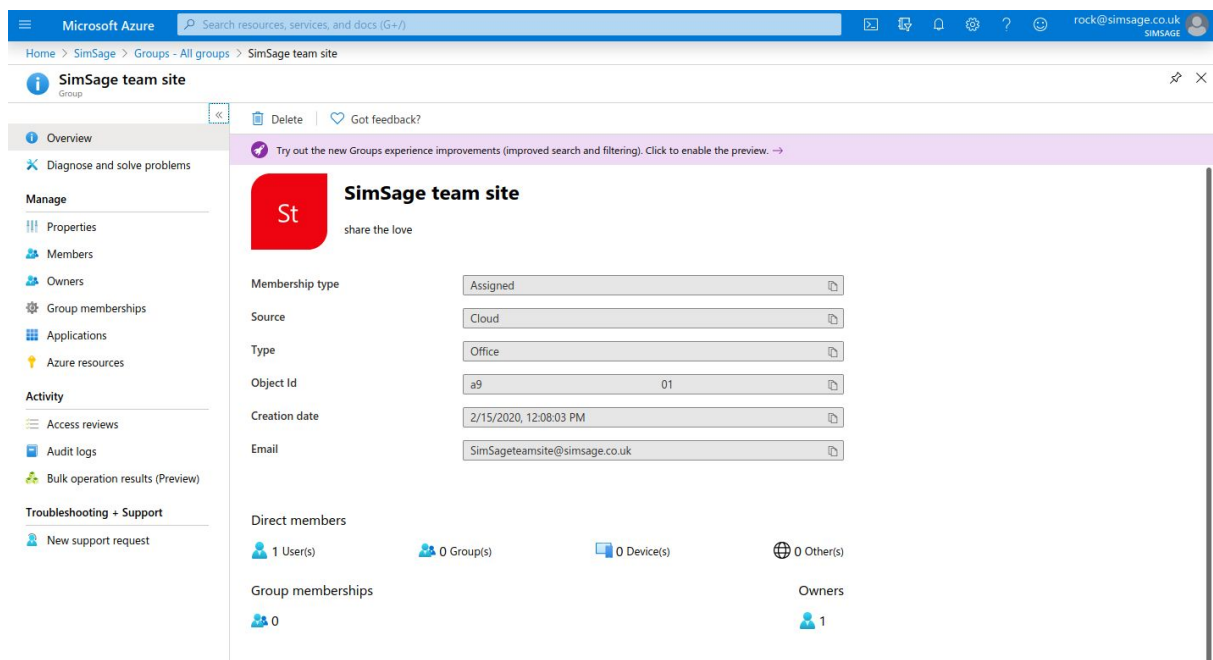 Microsoft Azure
Search resources, services, and docs (G+/)
rock@simsage.co.uk
SIMSAGE
Home > SimSage > Groups - All groups > SimSage team site
SimSage team site
Group
«
Delete
Got feedback?
Overview
Diagnose and solve problems
Manage
Properties
Members
Owners
Group memberships
Applications
Azure resources
Activity
Access reviews
Audit logs
Bulk operation results (Preview)
Troubleshooting + Support
New support request
Try out the new Groups experience improvements (improved search and filtering). Click to enable the preview. →
St
SimSage team site
share the love
Membership type Assigned
Source Cloud
Type Office
Object Id a9 01
Creation date 2/15/2020, 12:08:03 PM
Email SimSageteamsite@simsage.co.uk
Direct members
1 User(s) 0 Group(s) 0 Device(s) 0 Other(s)
Group memberships Owners
0 1